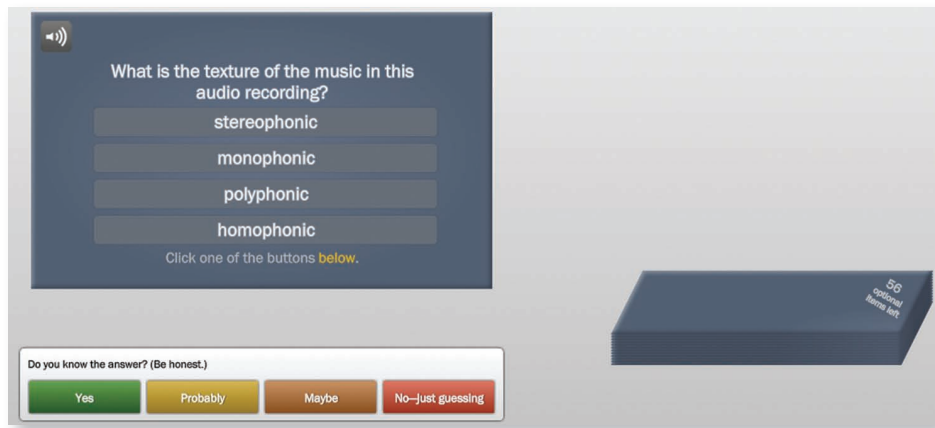 What is the texture of the music in this
audio recording?
stereophonic
monophonic
polyphonic
homophonic
Click one of the buttons below.
56
optional
items left
Do you know the answer? (Be honest.)
Yes
Probably
Maybe
No—just guessing